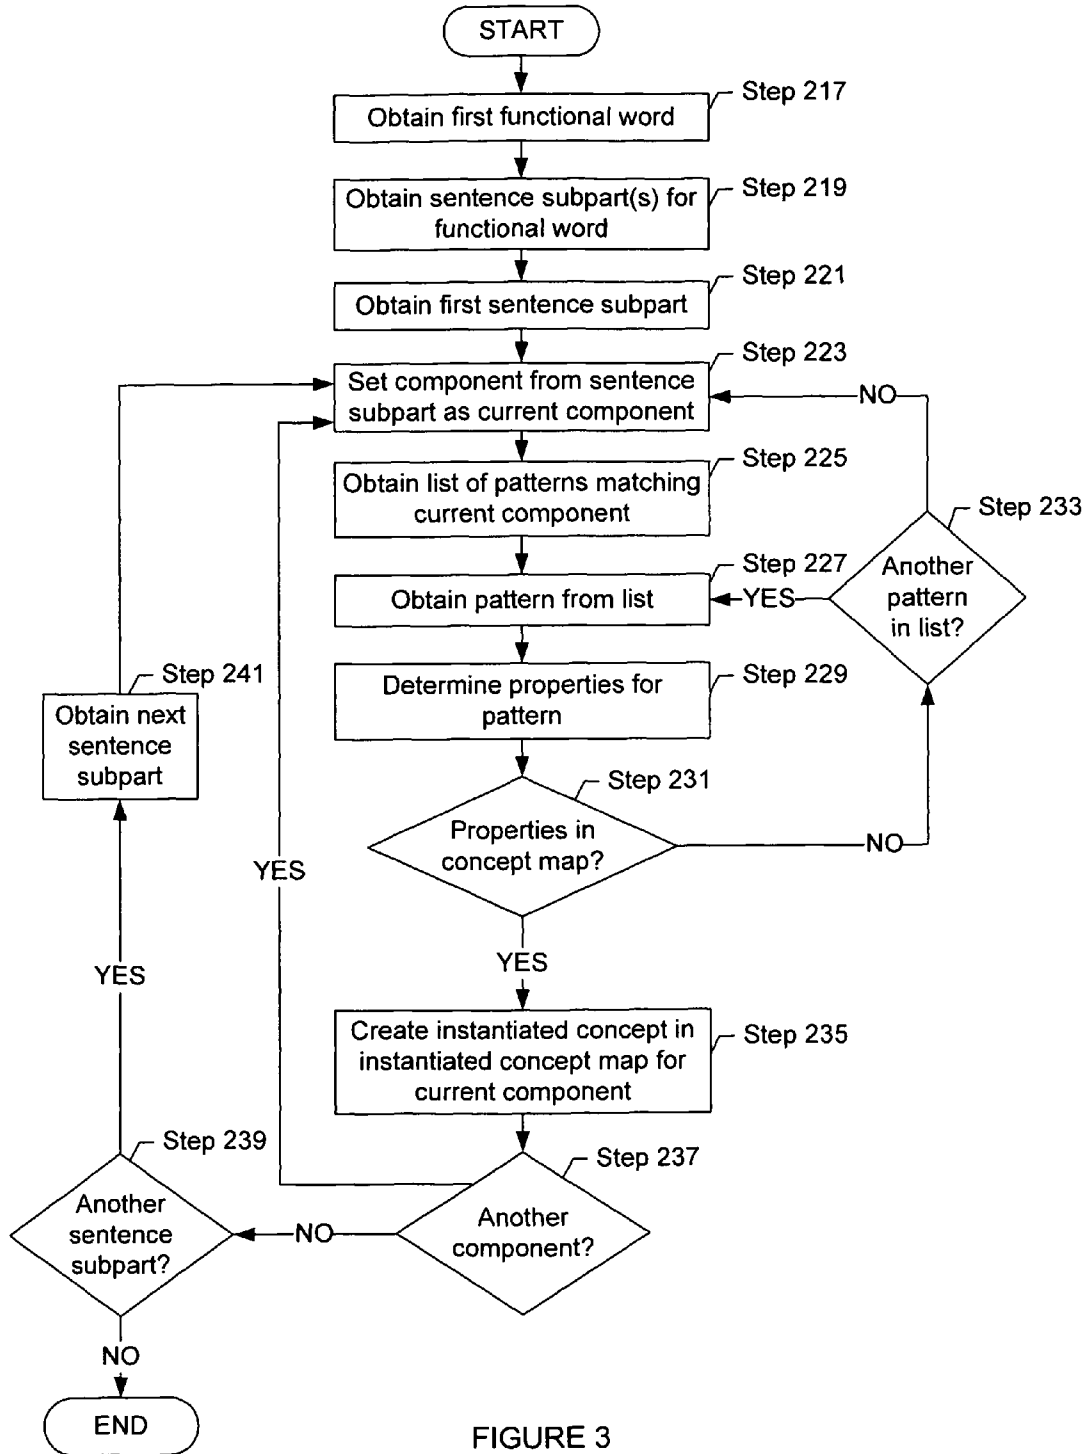 START
Step 217
Obtain first functional word
Step 219
Obtain sentence subpart(s) for
functional word
Step 221
Obtain first sentence subpart
Step 223
Set component from sentence
subpart as current component
NO
Step 225
Obtain list of patterns matching
current component
Step 233
Another
pattern
in list?
Step 227
Obtain pattern from list
YES
Step 229
Determine properties for
pattern
Step 241
Obtain next
sentence
subpart
Step 231
Properties in
concept map?
NO
YES
YES
YES
Step 235
Create instantiated concept in
instantiated concept map for
current component
Step 239
Another
sentence
subpart?
Step 237
Another
component?
NO
NO
END
FIGURE 3